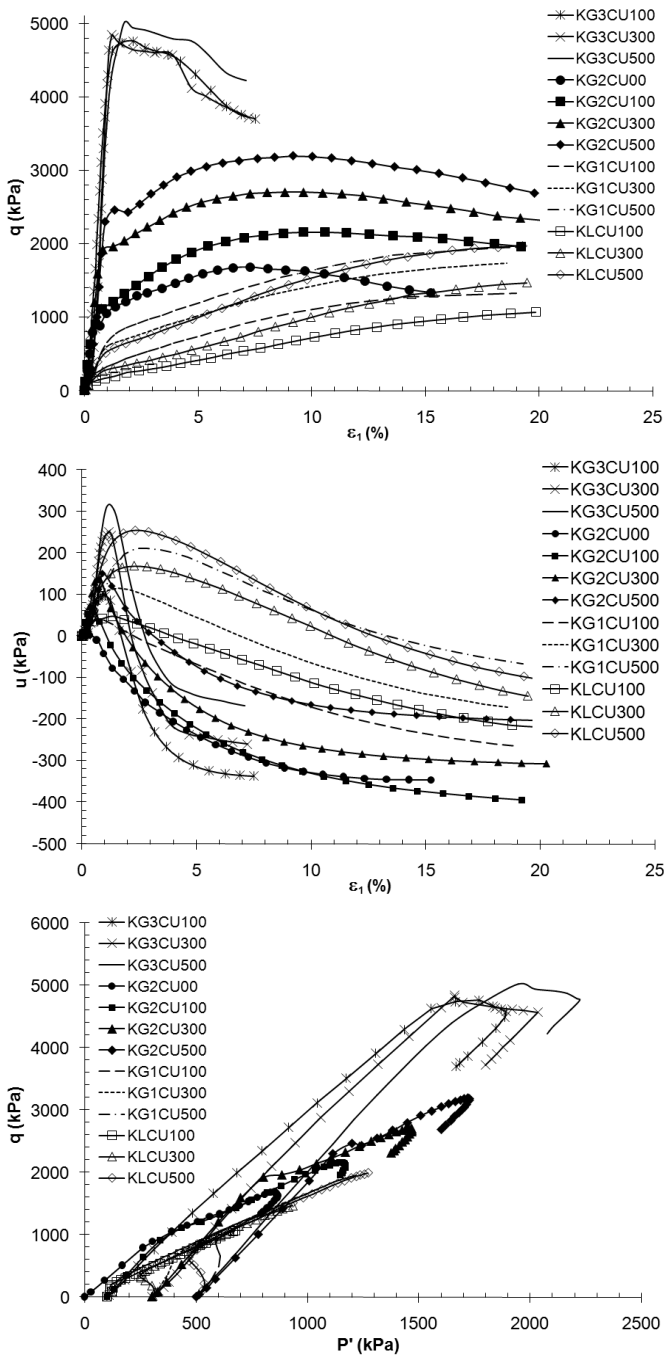 5000
4000
3000
2000
1000
0
q (kPa)
0
5
10
15
20
25
ε₁ (%)
KG3CU100
KG3CU300
KG3CU500
KG2CU00
KG2CU100
KG2CU300
KG2CU500
KG1CU100
KG1CU300
KG1CU500
KLCU100
KLCU300
KLCU500
400
300
200
100
0
-100
-200
-300
-400
-500
u (kPa)
0
5
10
15
20
25
ε₁ (%)
KG3CU100
KG3CU300
KG3CU500
KG2CU00
KG2CU100
KG2CU300
KG2CU500
KG1CU100
KG1CU300
KG1CU500
KLCU100
KLCU300
KLCU500
6000
5000
4000
3000
2000
1000
0
q (kPa)
0
500
1000
1500
2000
2500
P' (kPa)
KG3CU100
KG3CU300
KG3CU500
KG2CU00
KG2CU100
KG2CU300
KG2CU500
KG1CU100
KG1CU300
KG1CU500
KLCU100
KLCU300
KLCU500